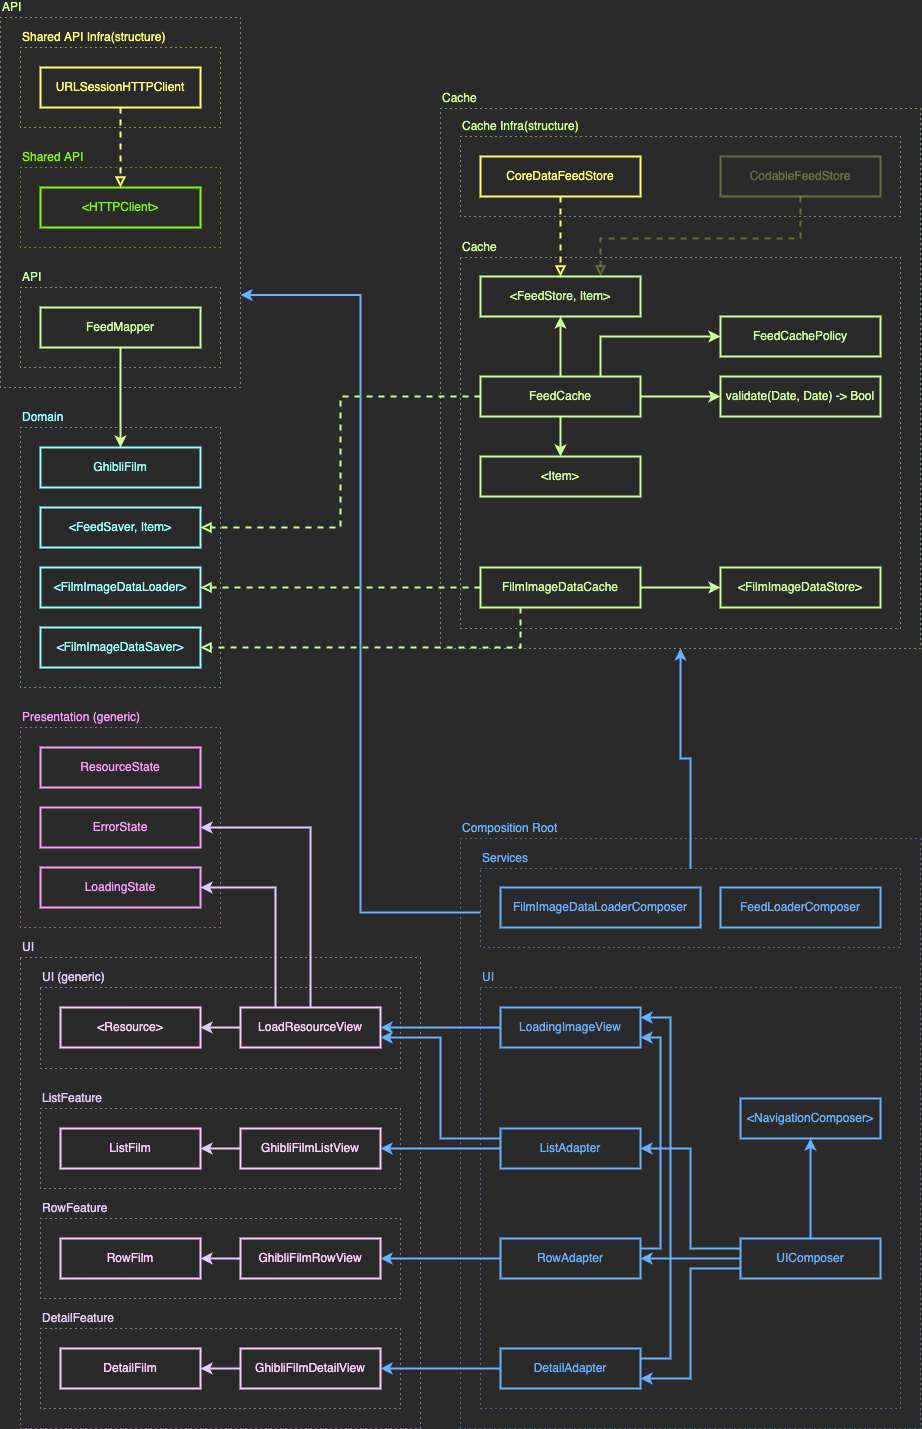 API
Shared API Infra(structure)
URLSessionHTTPClient
Shared API
<HTTPClient>
API
FeedMapper
Domain
GhibliFilm
<FeedSaver, Item>
<FilmImageDataLoader>
<FilmImageDataSaver>
Cache
Cache Infra(structure)
CoreDataFeedStore
CodableFeedStore
Cache
<FeedStore, Item>
FeedCachePolicy
FeedCache
validate(Date, Date) -> Bool
<Item>
FilmImageDataCache
<FilmImageDataStore>
Presentation (generic)
ResourceState
ErrorState
LoadingState
Composition Root
Services
FilmImageDataLoaderComposer
FeedLoaderComposer
UI
UI (generic)
<Resource>
LoadResourceView
ListFeature
ListFilm
GhibliFilmListView
RowFeature
RowFilm
GhibliFilmRowView
DetailFeature
DetailFilm
GhibliFilmDetailView
UI
LoadingImageView
<NavigationComposer>
ListAdapter
RowAdapter
UIComposer
DetailAdapter